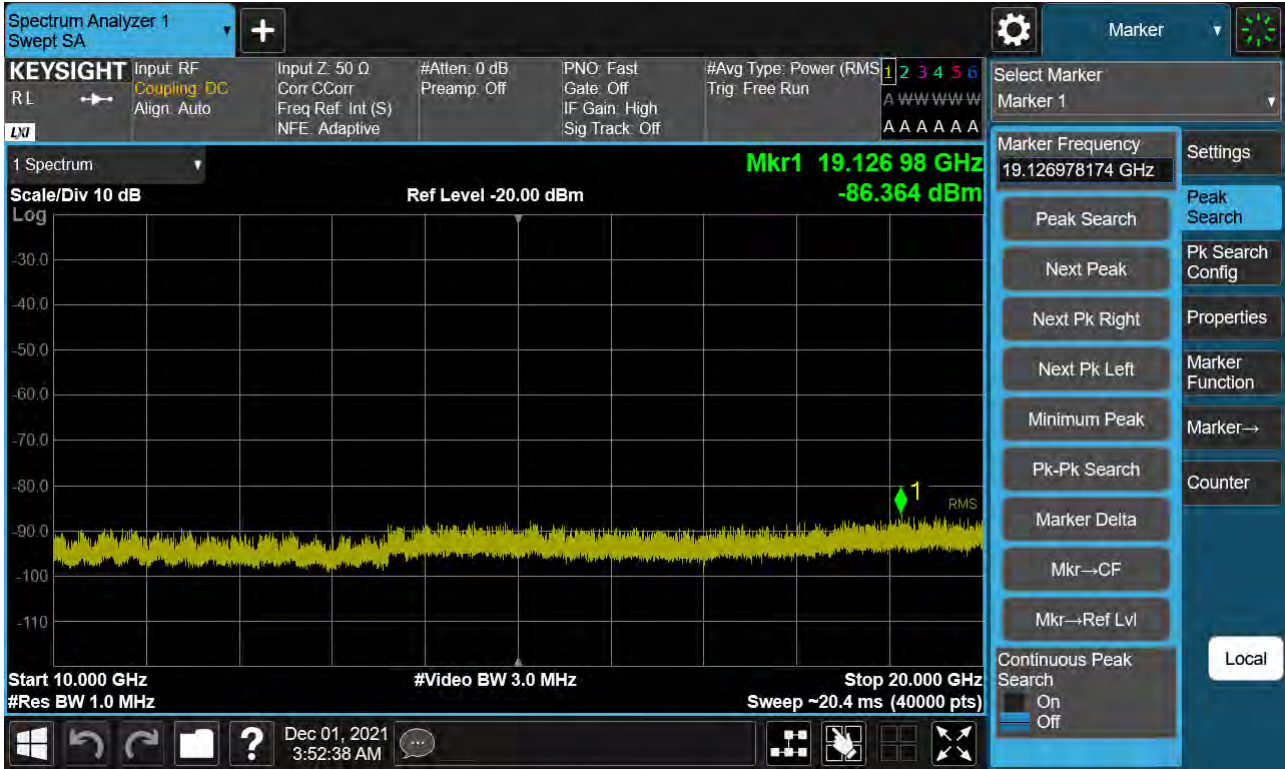 Spectrum Analyzer 1
Swept SA
Marker
KEYSIGHT
RL
LXI
Input: RF
Coupling: DC
Align: Auto
Input Z: 50 Ω
Corr CCorr
Freq Ref: Int (S)
NFE: Adaptive
#Atten: 0 dB
Preamp: Off
PNO: Fast
Gate: Off
IF Gain: High
Sig Track: Off
#Avg Type: Power (RMS
Trig: Free Run
1 2 3 4 5 6
A W W W W W
A A A A A A
Select Marker
Marker 1
1 Spectrum
Mkr1 19.126 98 GHz
-86.364 dBm
Scale/Div 10 dB
Ref Level -20.00 dBm
Log
-30.0
-40.0
-50.0
-60.0
-70.0
-80.0
-90.0
-100
-110
1
RMS
Start 10.000 GHz
#Video BW 3.0 MHz
Stop 20.000 GHz
#Res BW 1.0 MHz
Sweep ~20.4 ms (40000 pts)
Marker Frequency
19.126978174 GHz
Peak Search
Next Peak
Next Pk Right
Next Pk Left
Minimum Peak
Pk-Pk Search
Marker Delta
Mkr→CF
Mkr→Ref Lvl
Continuous Peak
Search
On
Off
Settings
Peak
Search
Pk Search
Config
Properties
Marker
Function
Marker→
Counter
Local
?
Dec 01, 2021
3:52:38 AM